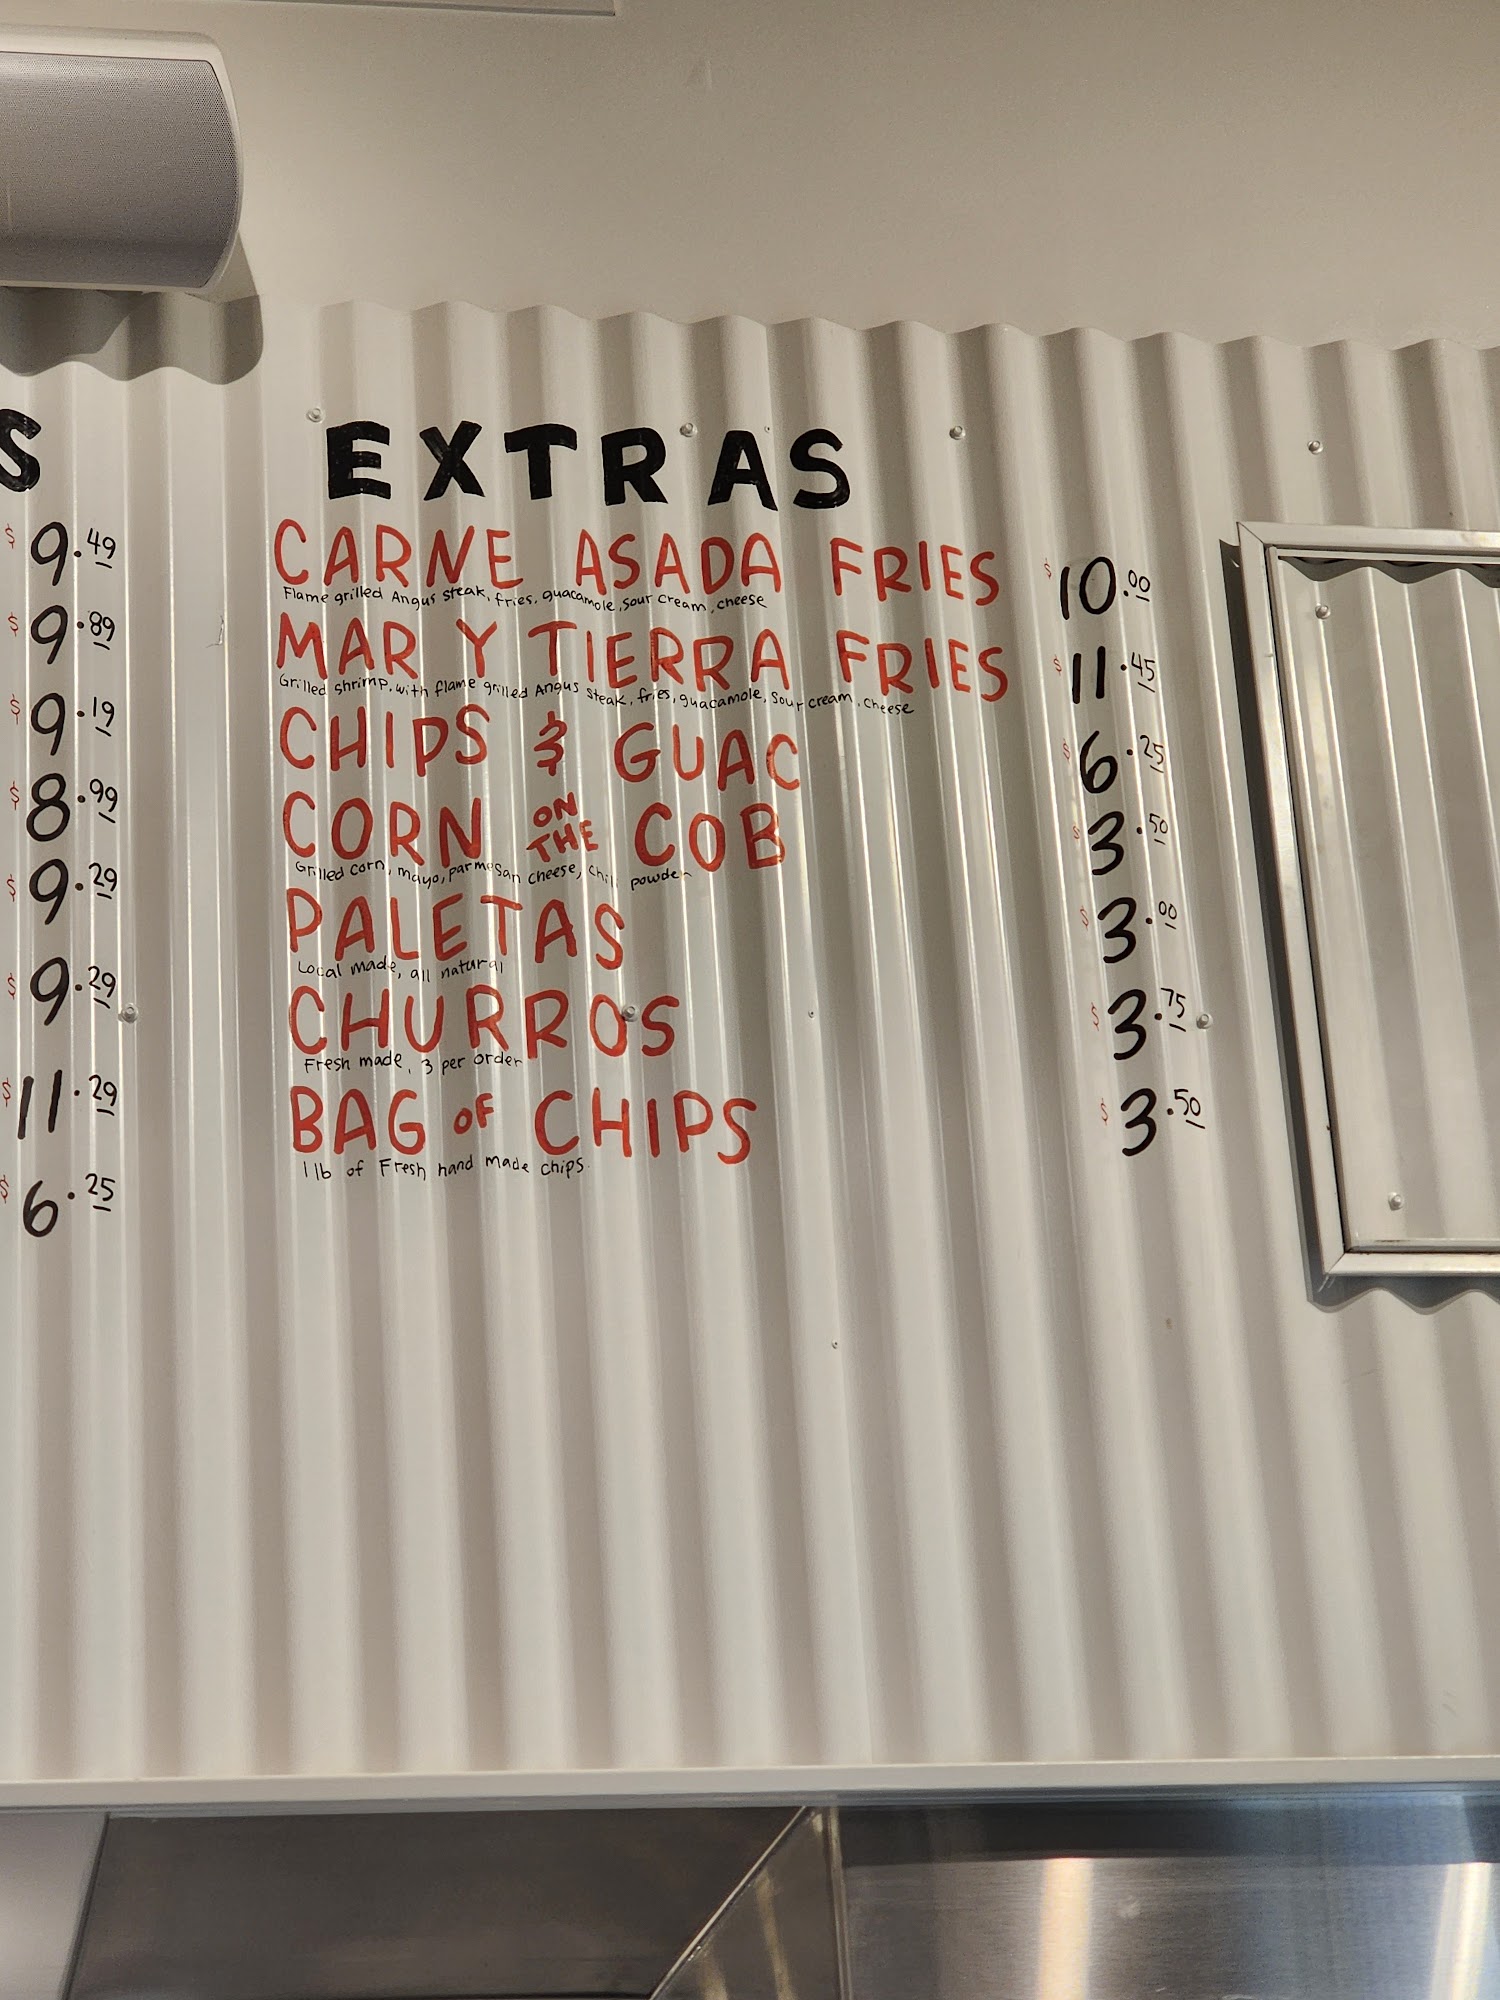 S
$9.49
$9.89
$9.19
$8.99
$9.29
$9.29
$11.29
$6.25
EXTRAS
CARNE ASADA FRIES $10.00
Flame grilled Angus steak, fries, guacamole, sour cream, cheese
MAR Y TIERRA FRIES $11.45
Grilled shrimp, with flame grilled Angus steak, fries, guacamole, sour cream, cheese
CHIPS & GUAC $6.25
CORN ON THE COB $3.50
Grilled corn, mayo, parmesan cheese, chili powder
PALETAS $3.00
Local made, all natural
CHURROS $3.75
Fresh made, 3 per order
BAG OF CHIPS $3.50
1 lb of Fresh hand made chips